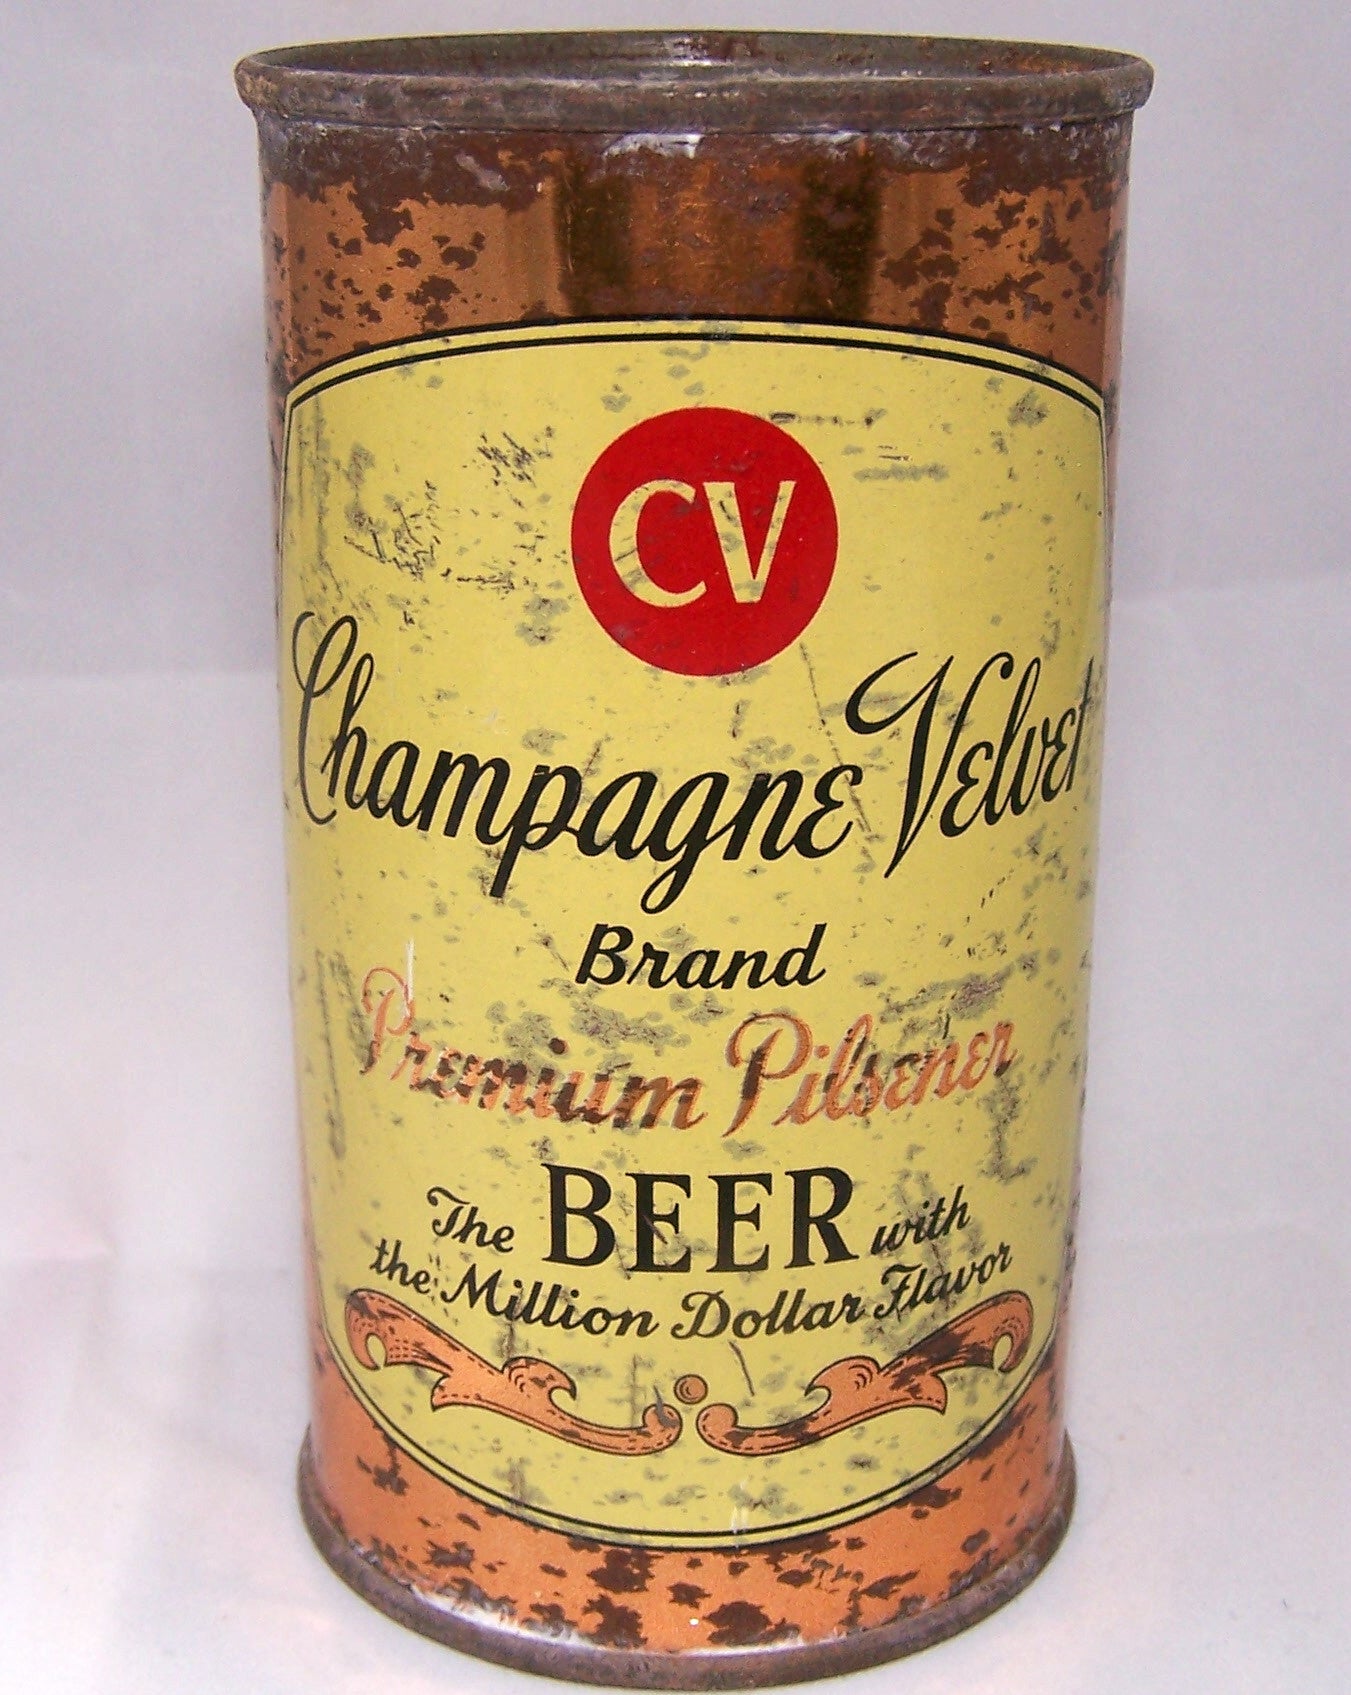 CV
Champagne Velvet
Brand
Premium Pilsener
The BEER with
the Million Dollar Flavor